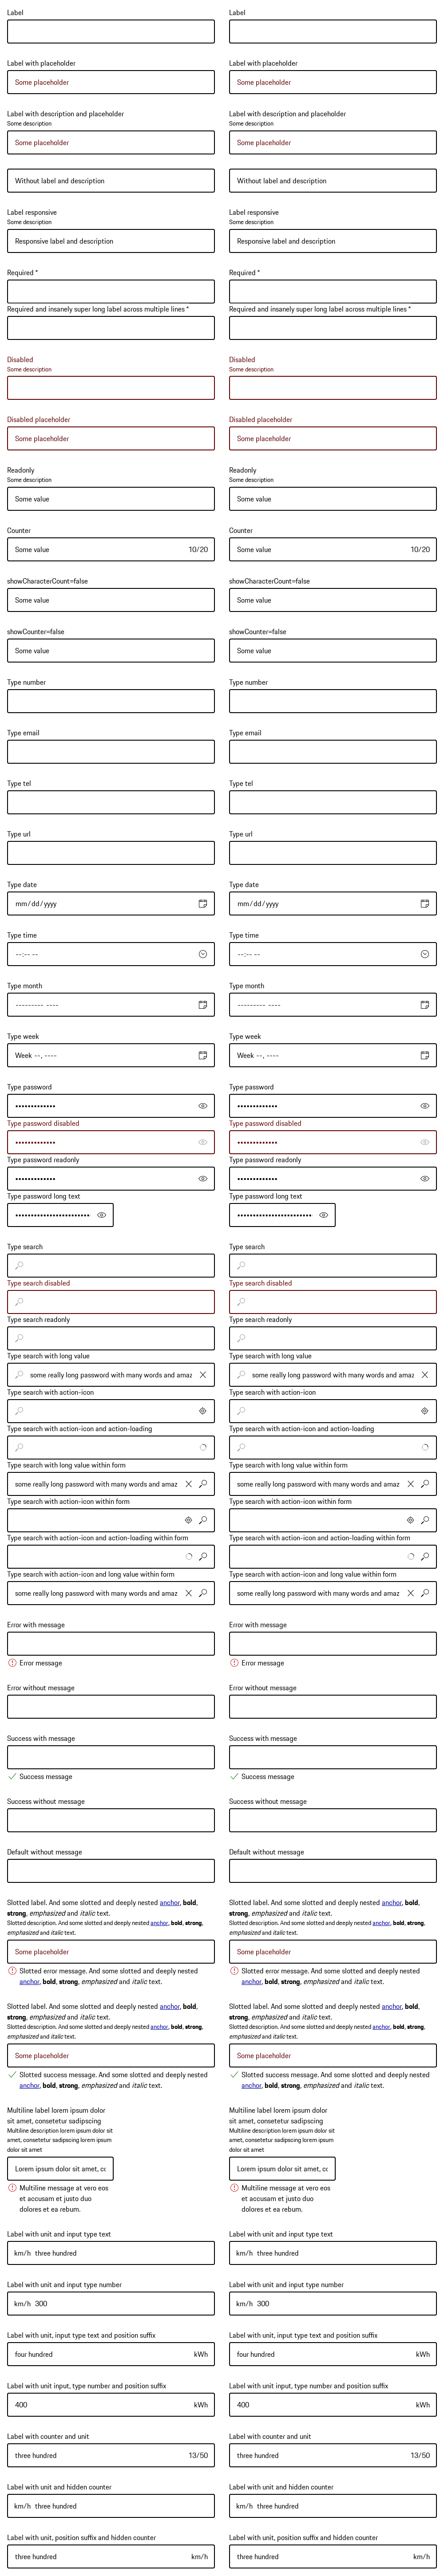 Label Label
Label with placeholder Label with placeholder
Some placeholder Some placeholder
Label with description and placeholder Label with description and placeholder
Some description Some description
Some placeholder Some placeholder
Without label and description Without label and description
Label responsive Label responsive
Some description Some description
Responsive label and description Responsive label and description
Required * Required *
Required and insanely super long label across multiple lines * Required and insanely super long label across multiple lines *
Disabled Disabled
Some description Some description
Disabled placeholder Disabled placeholder
Some placeholder Some placeholder
Readonly Readonly
Some description Some description
Some value Some value
Counter Counter
Some value 10/20 Some value 10/20
showCharacterCount=false showCharacterCount=false
Some value Some value
showCounter=false showCounter=false
Some value Some value
Type number Type number
Type email Type email
Type tel Type tel
Type url Type url
Type date Type date
mm/dd/yyyy mm/dd/yyyy
Type time Type time
--:-- -- --:-- --
Type month Type month
--------- ---- --------- ----
Type week Type week
Week --, ---- Week --, ----
Type password Type password
••••••••••••• •••••••••••••
Type password disabled Type password disabled
••••••••••••• •••••••••••••
Type password readonly Type password readonly
••••••••••••• •••••••••••••
Type password long text Type password long text
•••••••••••••••••••••••• ••••••••••••••••••••••••
Type search Type search
Type search disabled Type search disabled
Type search readonly Type search readonly
Type search with long value Type search with long value
some really long password with many words and amaz some really long password with many words and amaz
Type search with action-icon Type search with action-icon
Type search with action-icon and action-loading Type search with action-icon and action-loading
Type search with long value within form Type search with long value within form
some really long password with many words and amaz some really long password with many words and amaz
Type search with action-icon within form Type search with action-icon within form
Type search with action-icon and action-loading within form Type search with action-icon and action-loading within form
Type search with action-icon and long value within form Type search with action-icon and long value within form
some really long password with many words and amaz some really long password with many words and amaz
Error with message Error with message
Error message Error message
Error without message Error without message
Success with message Success with message
Success message Success message
Success without message Success without message
Default without message Default without message
Slotted label. And some slotted and deeply nested anchor, bold, Slotted label. And some slotted and deeply nested anchor, bold,
strong, emphasized and italic text. strong, emphasized and italic text.
Slotted description. And some slotted and deeply nested anchor, bold, strong, Slotted description. And some slotted and deeply nested anchor, bold, strong,
emphasized and italic text. emphasized and italic text.
Some placeholder Some placeholder
Slotted error message. And some slotted and deeply nested Slotted error message. And some slotted and deeply nested
anchor, bold, strong, emphasized and italic text. anchor, bold, strong, emphasized and italic text.
Slotted label. And some slotted and deeply nested anchor, bold, Slotted label. And some slotted and deeply nested anchor, bold,
strong, emphasized and italic text. strong, emphasized and italic text.
Slotted description. And some slotted and deeply nested anchor, bold, strong, Slotted description. And some slotted and deeply nested anchor, bold, strong,
emphasized and italic text. emphasized and italic text.
Some placeholder Some placeholder
Slotted success message. And some slotted and deeply nested Slotted success message. And some slotted and deeply nested
anchor, bold, strong, emphasized and italic text. anchor, bold, strong, emphasized and italic text.
Multiline label lorem ipsum dolor Multiline label lorem ipsum dolor
sit amet, consetetur sadipscing sit amet, consetetur sadipscing
Multiline description lorem ipsum dolor sit Multiline description lorem ipsum dolor sit
amet, consetetur sadipscing lorem ipsum amet, consetetur sadipscing lorem ipsum
dolor sit amet dolor sit amet
Lorem ipsum dolor sit amet, cc Lorem ipsum dolor sit amet, cc
Multiline message at vero eos Multiline message at vero eos
et accusam et justo duo et accusam et justo duo
dolores et ea rebum. dolores et ea rebum.
Label with unit and input type text Label with unit and input type text
km/h three hundred km/h three hundred
Label with unit and input type number Label with unit and input type number
km/h 300 km/h 300
Label with unit, input type text and position suffix Label with unit, input type text and position suffix
four hundred kWh four hundred kWh
Label with unit input, type number and position suffix Label with unit input, type number and position suffix
400 kWh 400 kWh
Label with counter and unit Label with counter and unit
three hundred 13/50 three hundred 13/50
Label with unit and hidden counter Label with unit and hidden counter
km/h three hundred km/h three hundred
Label with unit, position suffix and hidden counter Label with unit, position suffix and hidden counter
three hundred km/h three hundred km/h